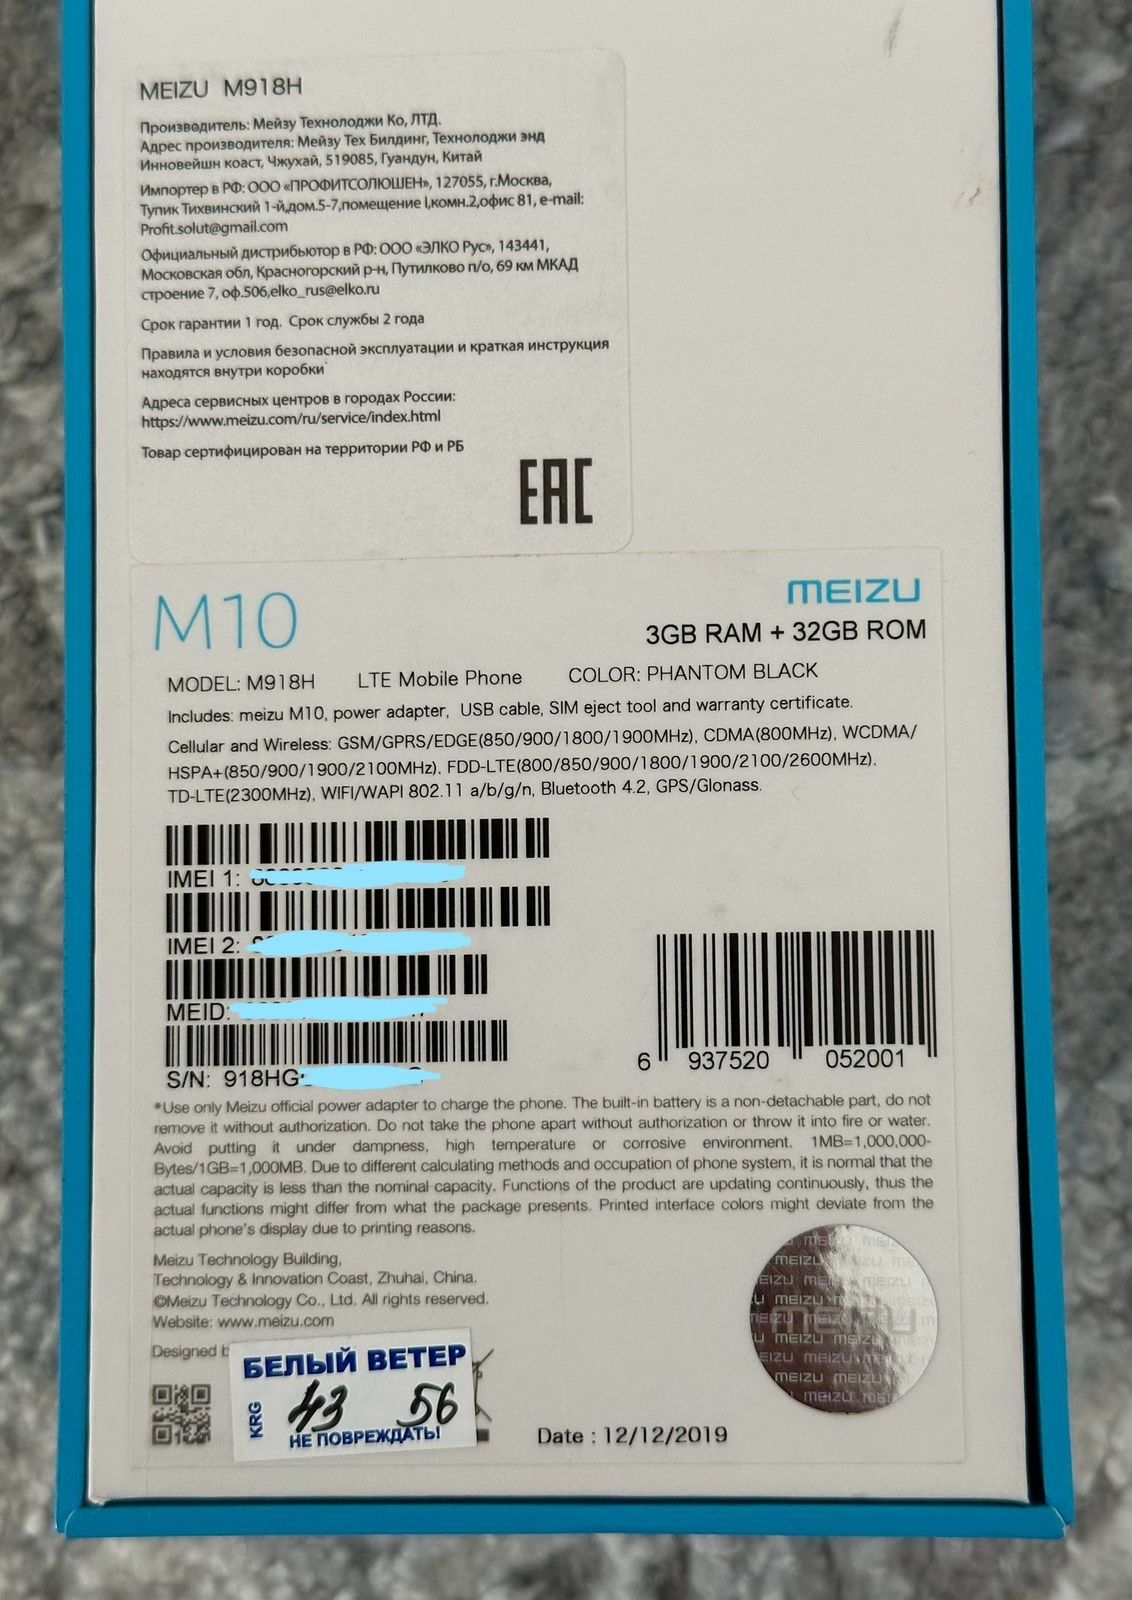 MEIZU M918H
Производитель: Мейзу Технолоджи Ко, ЛТД.
Адрес производителя: Мейзу Тех Билдинг, Технолоджи энд
Инновейшн коаст, Чжухай, 519085, Гуандун, Китай
Импортер в РФ: ООО «ПРОФИТСОЛЮШЕН», 127055, г.Москва,
Тупик Тихвинский 1-й,дом.5-7,помещение I,комн.2,офис 81, e-mail:
Profit.solut@gmail.com
Официальный дистрибьютор в РФ: ООО «ЭЛКО Рус», 143441,
Московская обл, Красногорский р-н, Путилково п/о, 69 км МКАД
строение 7, оф.506,elko_rus@elko.ru
Срок гарантии 1 год. Срок службы 2 года
Правила и условия безопасной эксплуатации и краткая инструкция
находятся внутри коробки
Адреса сервисных центров в городах России:
https://www.meizu.com/ru/service/index.html
Товар сертифицирован на территории РФ и РБ
EAC
M10
MEIZU
3GB RAM + 32GB ROM
MODEL: M918H LTE Mobile Phone COLOR: PHANTOM BLACK
Includes: meizu M10, power adapter, USB cable, SIM eject tool and warranty certificate.
Cellular and Wireless: GSM/GPRS/EDGE(850/900/1800/1900MHz), CDMA(800MHz), WCDMA/
HSPA+(850/900/1900/2100MHz), FDD-LTE(800/850/900/1800/1900/2100/2600MHz),
TD-LTE(2300MHz), WIFI/WAPI 802.11 a/b/g/n, Bluetooth 4.2, GPS/Glonass.
IMEI 1:
IMEI 2:
MEID:
S/N: 918HG
6 937520 052001
*Use only Meizu official power adapter to charge the phone. The built-in battery is a non-detachable part, do not
remove it without authorization. Do not take the phone apart without authorization or throw it into fire or water.
Avoid putting it under dampness, high temperature or corrosive environment. 1MB=1,000,000-
Bytes/1GB=1,000MB. Due to different calculating methods and occupation of phone system, it is normal that the
actual capacity is less than the nominal capacity. Functions of the product are updating continuously, thus the
actual functions might differ from what the package presents. Printed interface colors might deviate from the
actual phone's display due to printing reasons.
Meizu Technology Building,
Technology & Innovation Coast, Zhuhai, China.
©Meizu Technology Co., Ltd. All rights reserved.
Website: www.meizu.com
Designed
MEIZU
БЕЛЫЙ ВЕТЕР
KRG 43 56
НЕ ПОВРЕЖДАТЬ!
Date : 12/12/2019